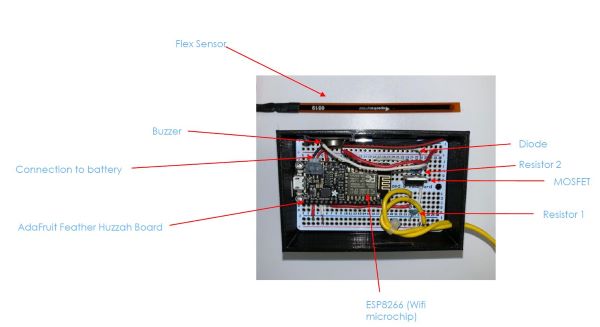 Flex Sensor
Buzzer
Diode
Resistor 2
Connection to battery
MOSFET
Resistor 1
AdaFruit Feather Huzzah Board
ESP8266 (Wifi
microchip)